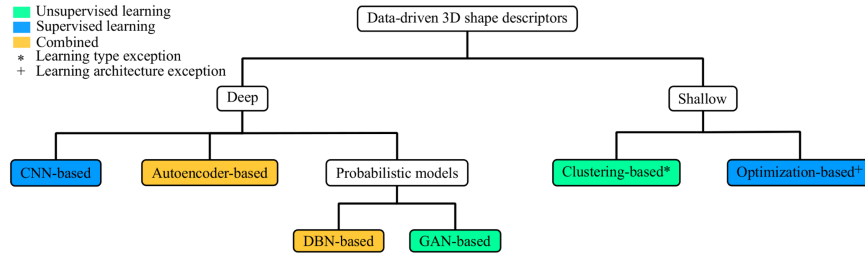 Unsupervised learning
Supervised learning
Combined
* Learning type exception
+ Learning architecture exception
Data-driven 3D shape descriptors
Deep
Shallow
CNN-based
Autoencoder-based
Probabilistic models
Clustering-based*
Optimization-based+
DBN-based
GAN-based